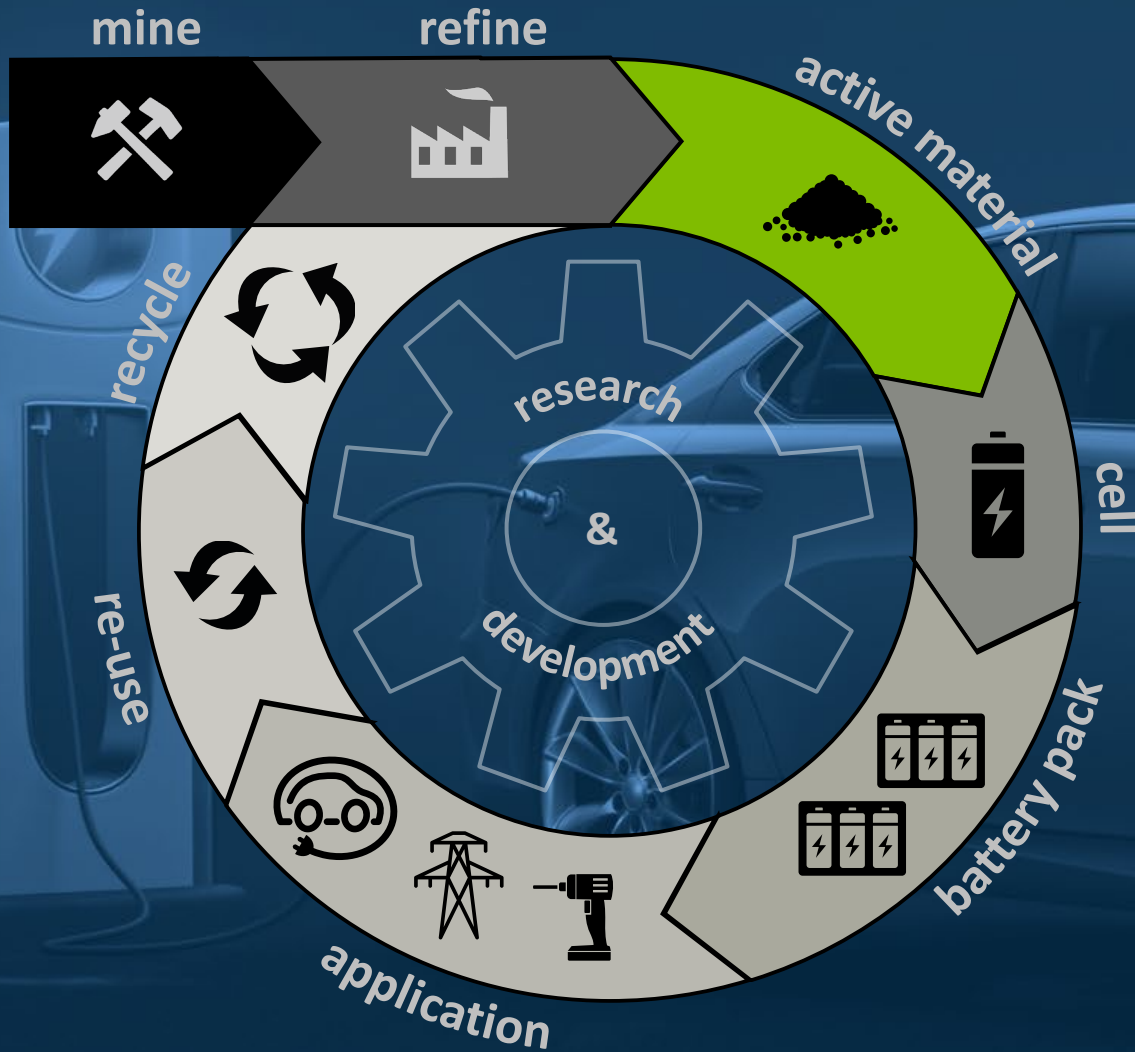 mine
refine
active material
cell
battery pack
application
re-use
recycle
research
&
development